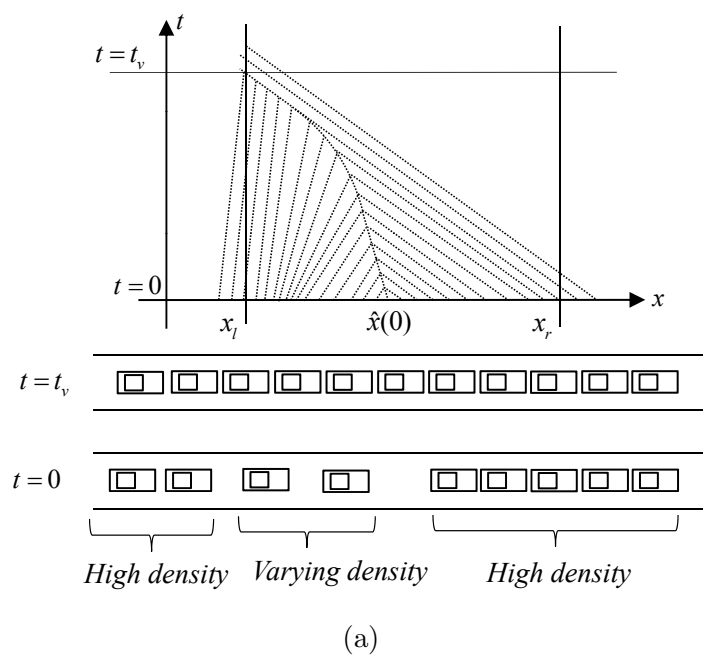 t
t = t_v
t = 0
x
x_l
x̂(0)
x_r
t = t_v
t = 0
High density
Varying density
High density
(a)